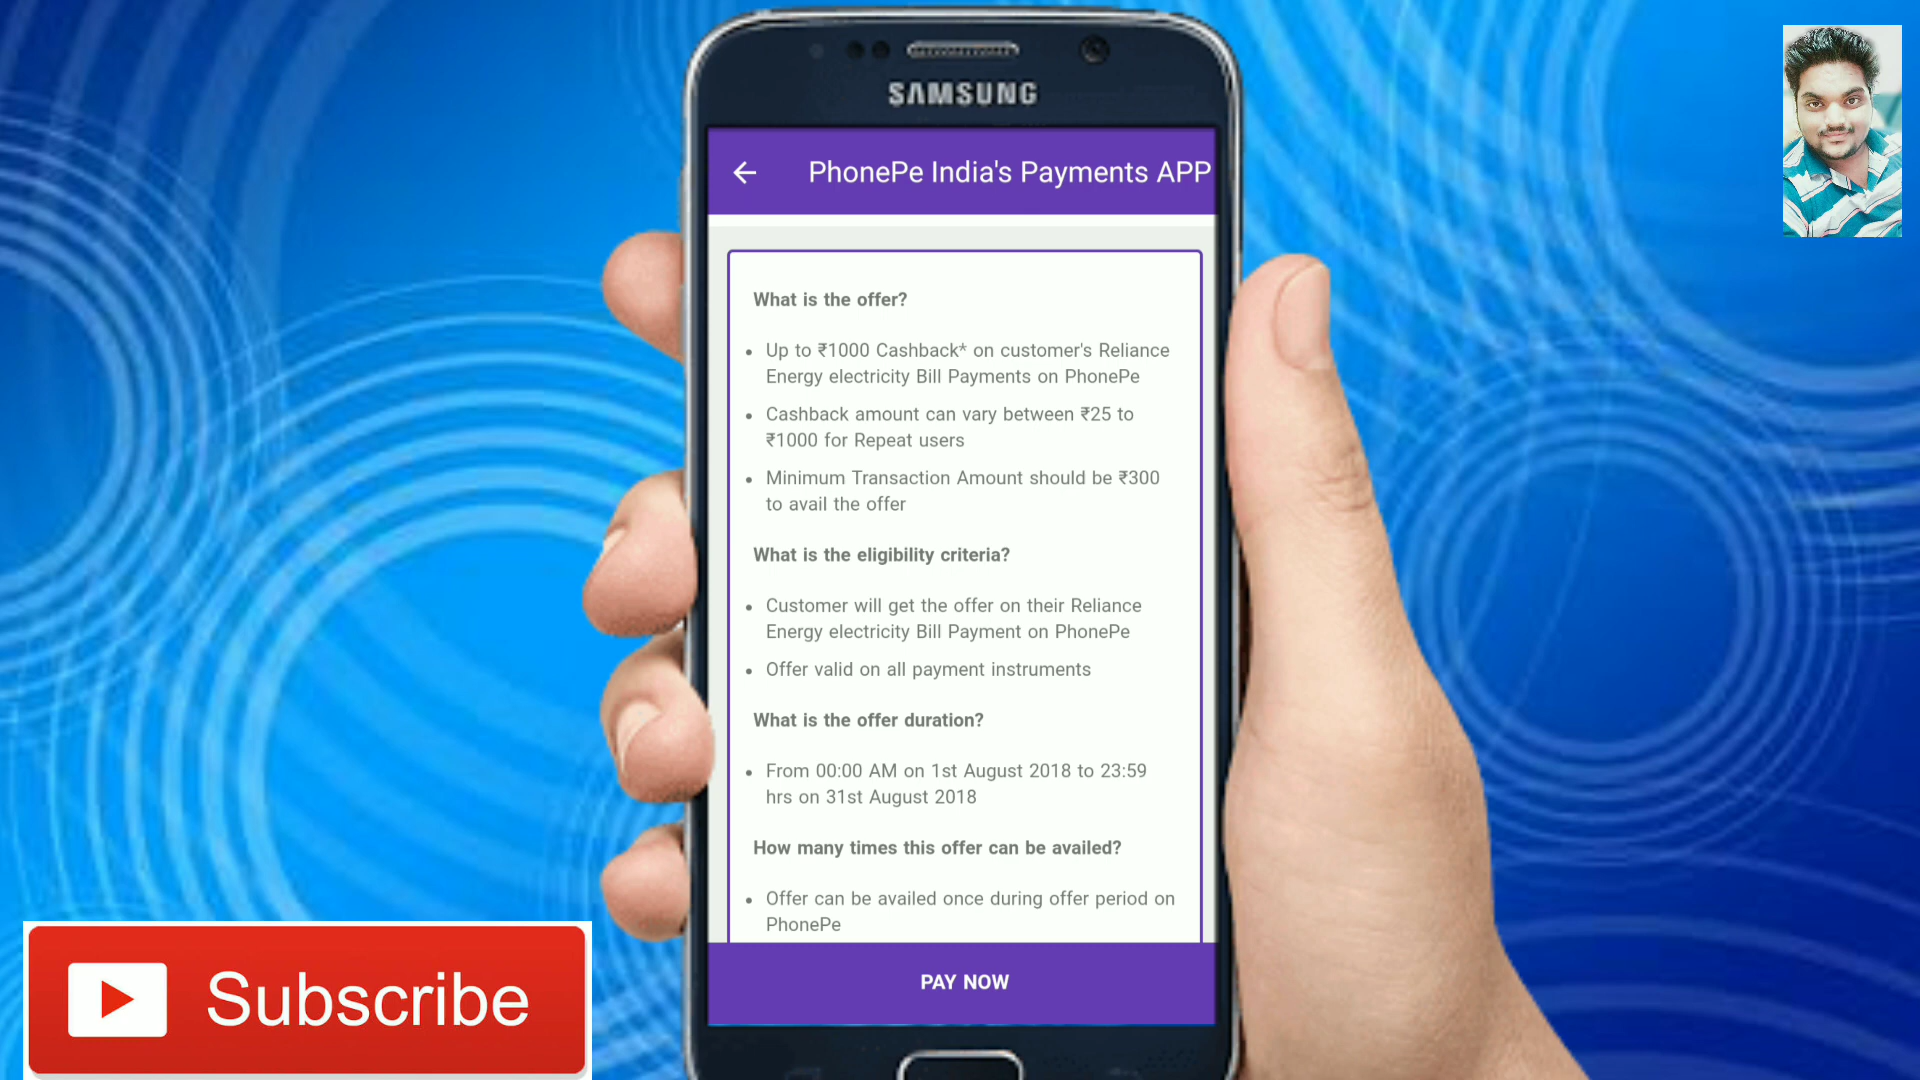 SAMSUNG
PhonePe India's Payments APP
What is the offer?
Up to ₹1000 Cashback* on customer's Reliance
Energy electricity Bill Payments on PhonePe
Cashback amount can vary between ₹25 to
₹1000 for Repeat users
Minimum Transaction Amount should be ₹300
to avail the offer
What is the eligibility criteria?
Customer will get the offer on their Reliance
Energy electricity Bill Payment on PhonePe
Offer valid on all payment instruments
What is the offer duration?
From 00:00 AM on 1st August 2018 to 23:59
hrs on 31st August 2018
How many times this offer can be availed?
Offer can be availed once during offer period on
PhonePe
PAY NOW
Subscribe